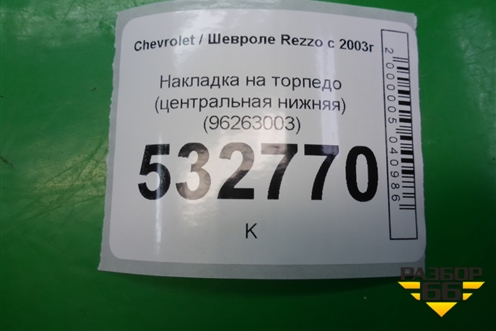 Chevrolet / Шевроле Rezzo с 2003г
Накладка на торпедо
(центральная нижняя)
(96263003)
532770
К
2000005040986
РАЗБОР
66